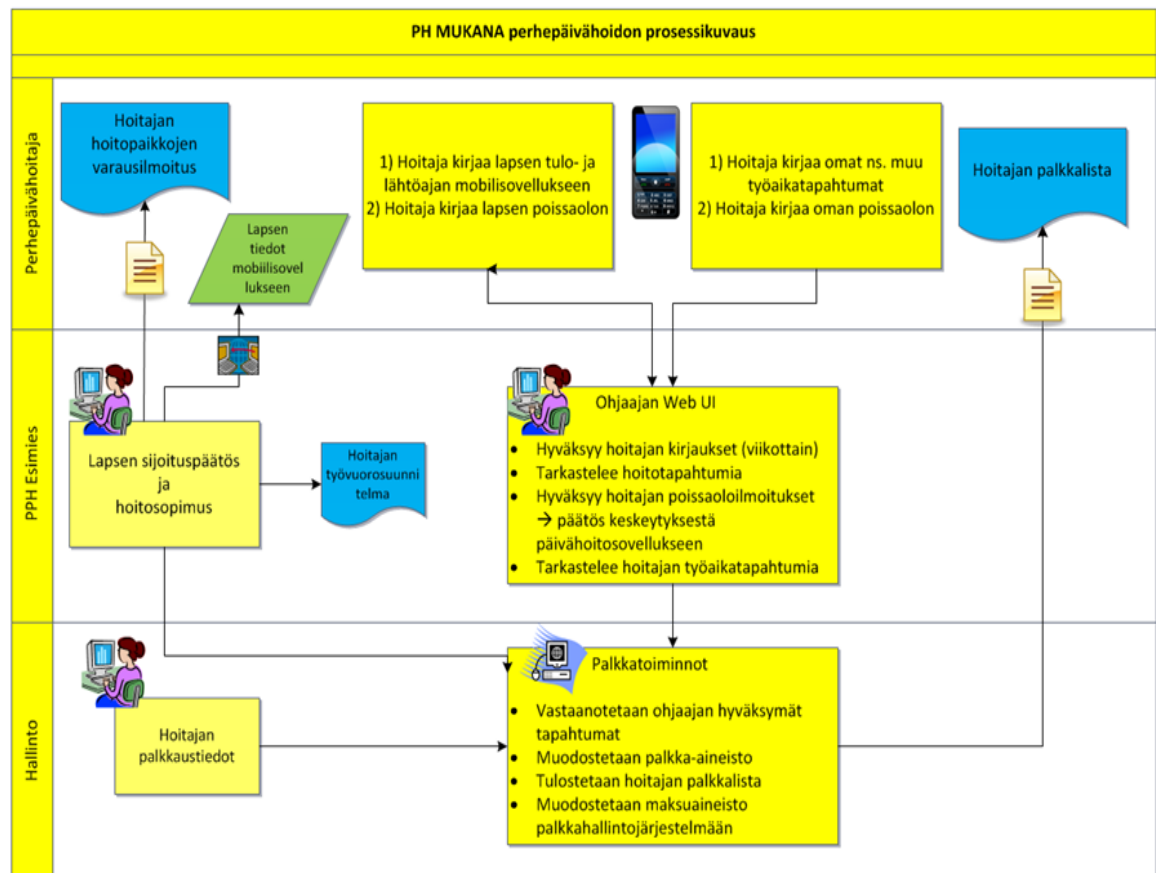 PH MUKANA perhepäivähoidon prosessikuvaus
Perhepäivähoitaja
Hoitajan
hoitopaikkojen
varausilmoitus
Lapsen
tiedot
mobiilisovel
lukseen
1) Hoitaja kirjaa lapsen tulo- ja
lähtöajan mobilisovellukseen
2) Hoitaja kirjaa lapsen poissaolon
1) Hoitaja kirjaa omat ns. muu
työaikatapahtumat
2) Hoitaja kirjaa oman poissaolon
Hoitajan palkkalista
PPH Esimies
Lapsen sijoituspäätös
ja
hoitosopimus
Hoitajan
työvuorosuunni
telma
Ohjaajan Web UI
• Hyväksyy hoitajan kirjaukset (viikottain)
• Tarkastelee hoitotapahtumia
• Hyväksyy hoitajan poissaoloilmoitukset
→ päätös keskeytyksestä
päivähoitosovellukseen
• Tarkastelee hoitajan työaikatapahtumia
Hallinto
Hoitajan
palkkaustiedot
Palkkatoiminnot
• Vastaanotetaan ohjaajan hyväksymät
tapahtumat
• Muodostetaan palkka-aineisto
• Tulostetaan hoitajan palkkalista
• Muodostetaan maksuaineisto
palkkahallintojärjestelmään